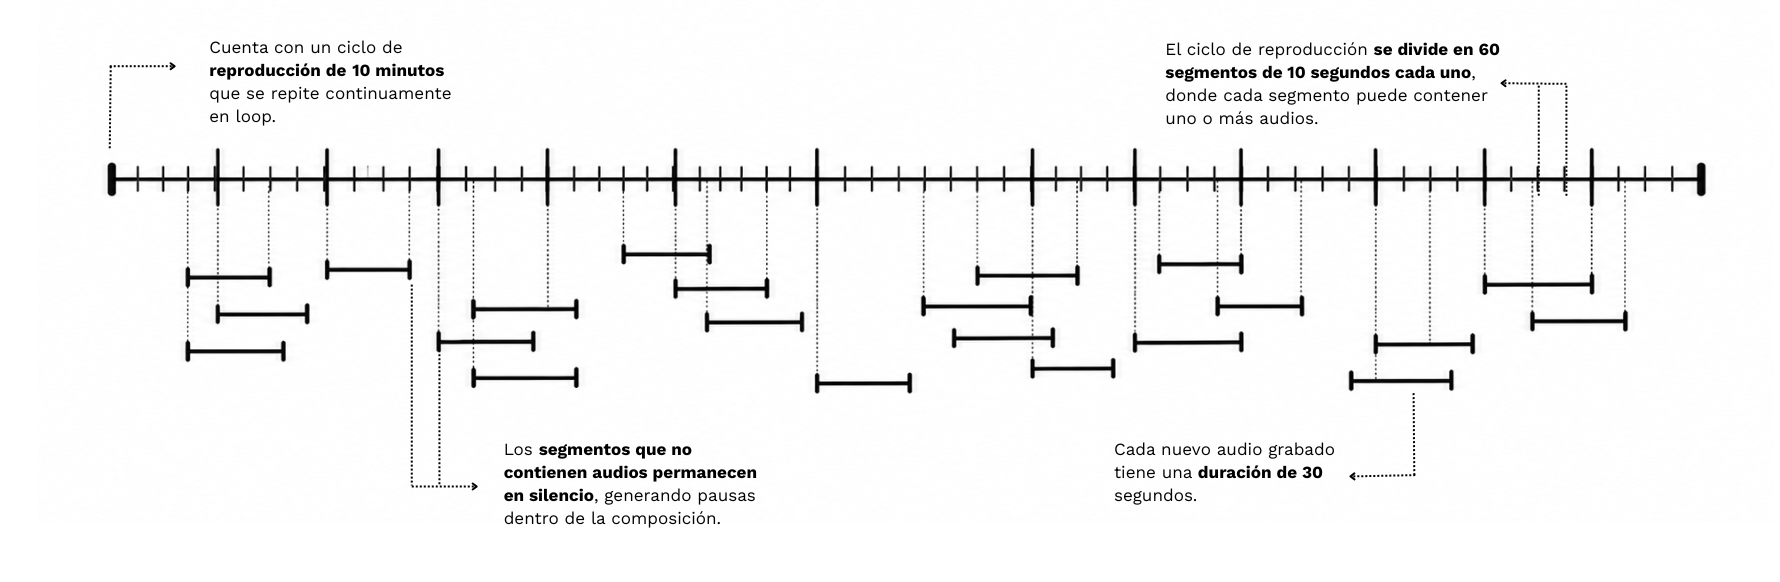 Cuenta con un ciclo de
reproducción de 10 minutos
que se repite continuamente
en loop.
El ciclo de reproducción se divide en 60
segmentos de 10 segundos cada uno,
donde cada segmento puede contener
uno o más audios.
Los segmentos que no
contienen audios permanecen
en silencio, generando pausas
dentro de la composición.
Cada nuevo audio grabado
tiene una duración de 30
segundos.